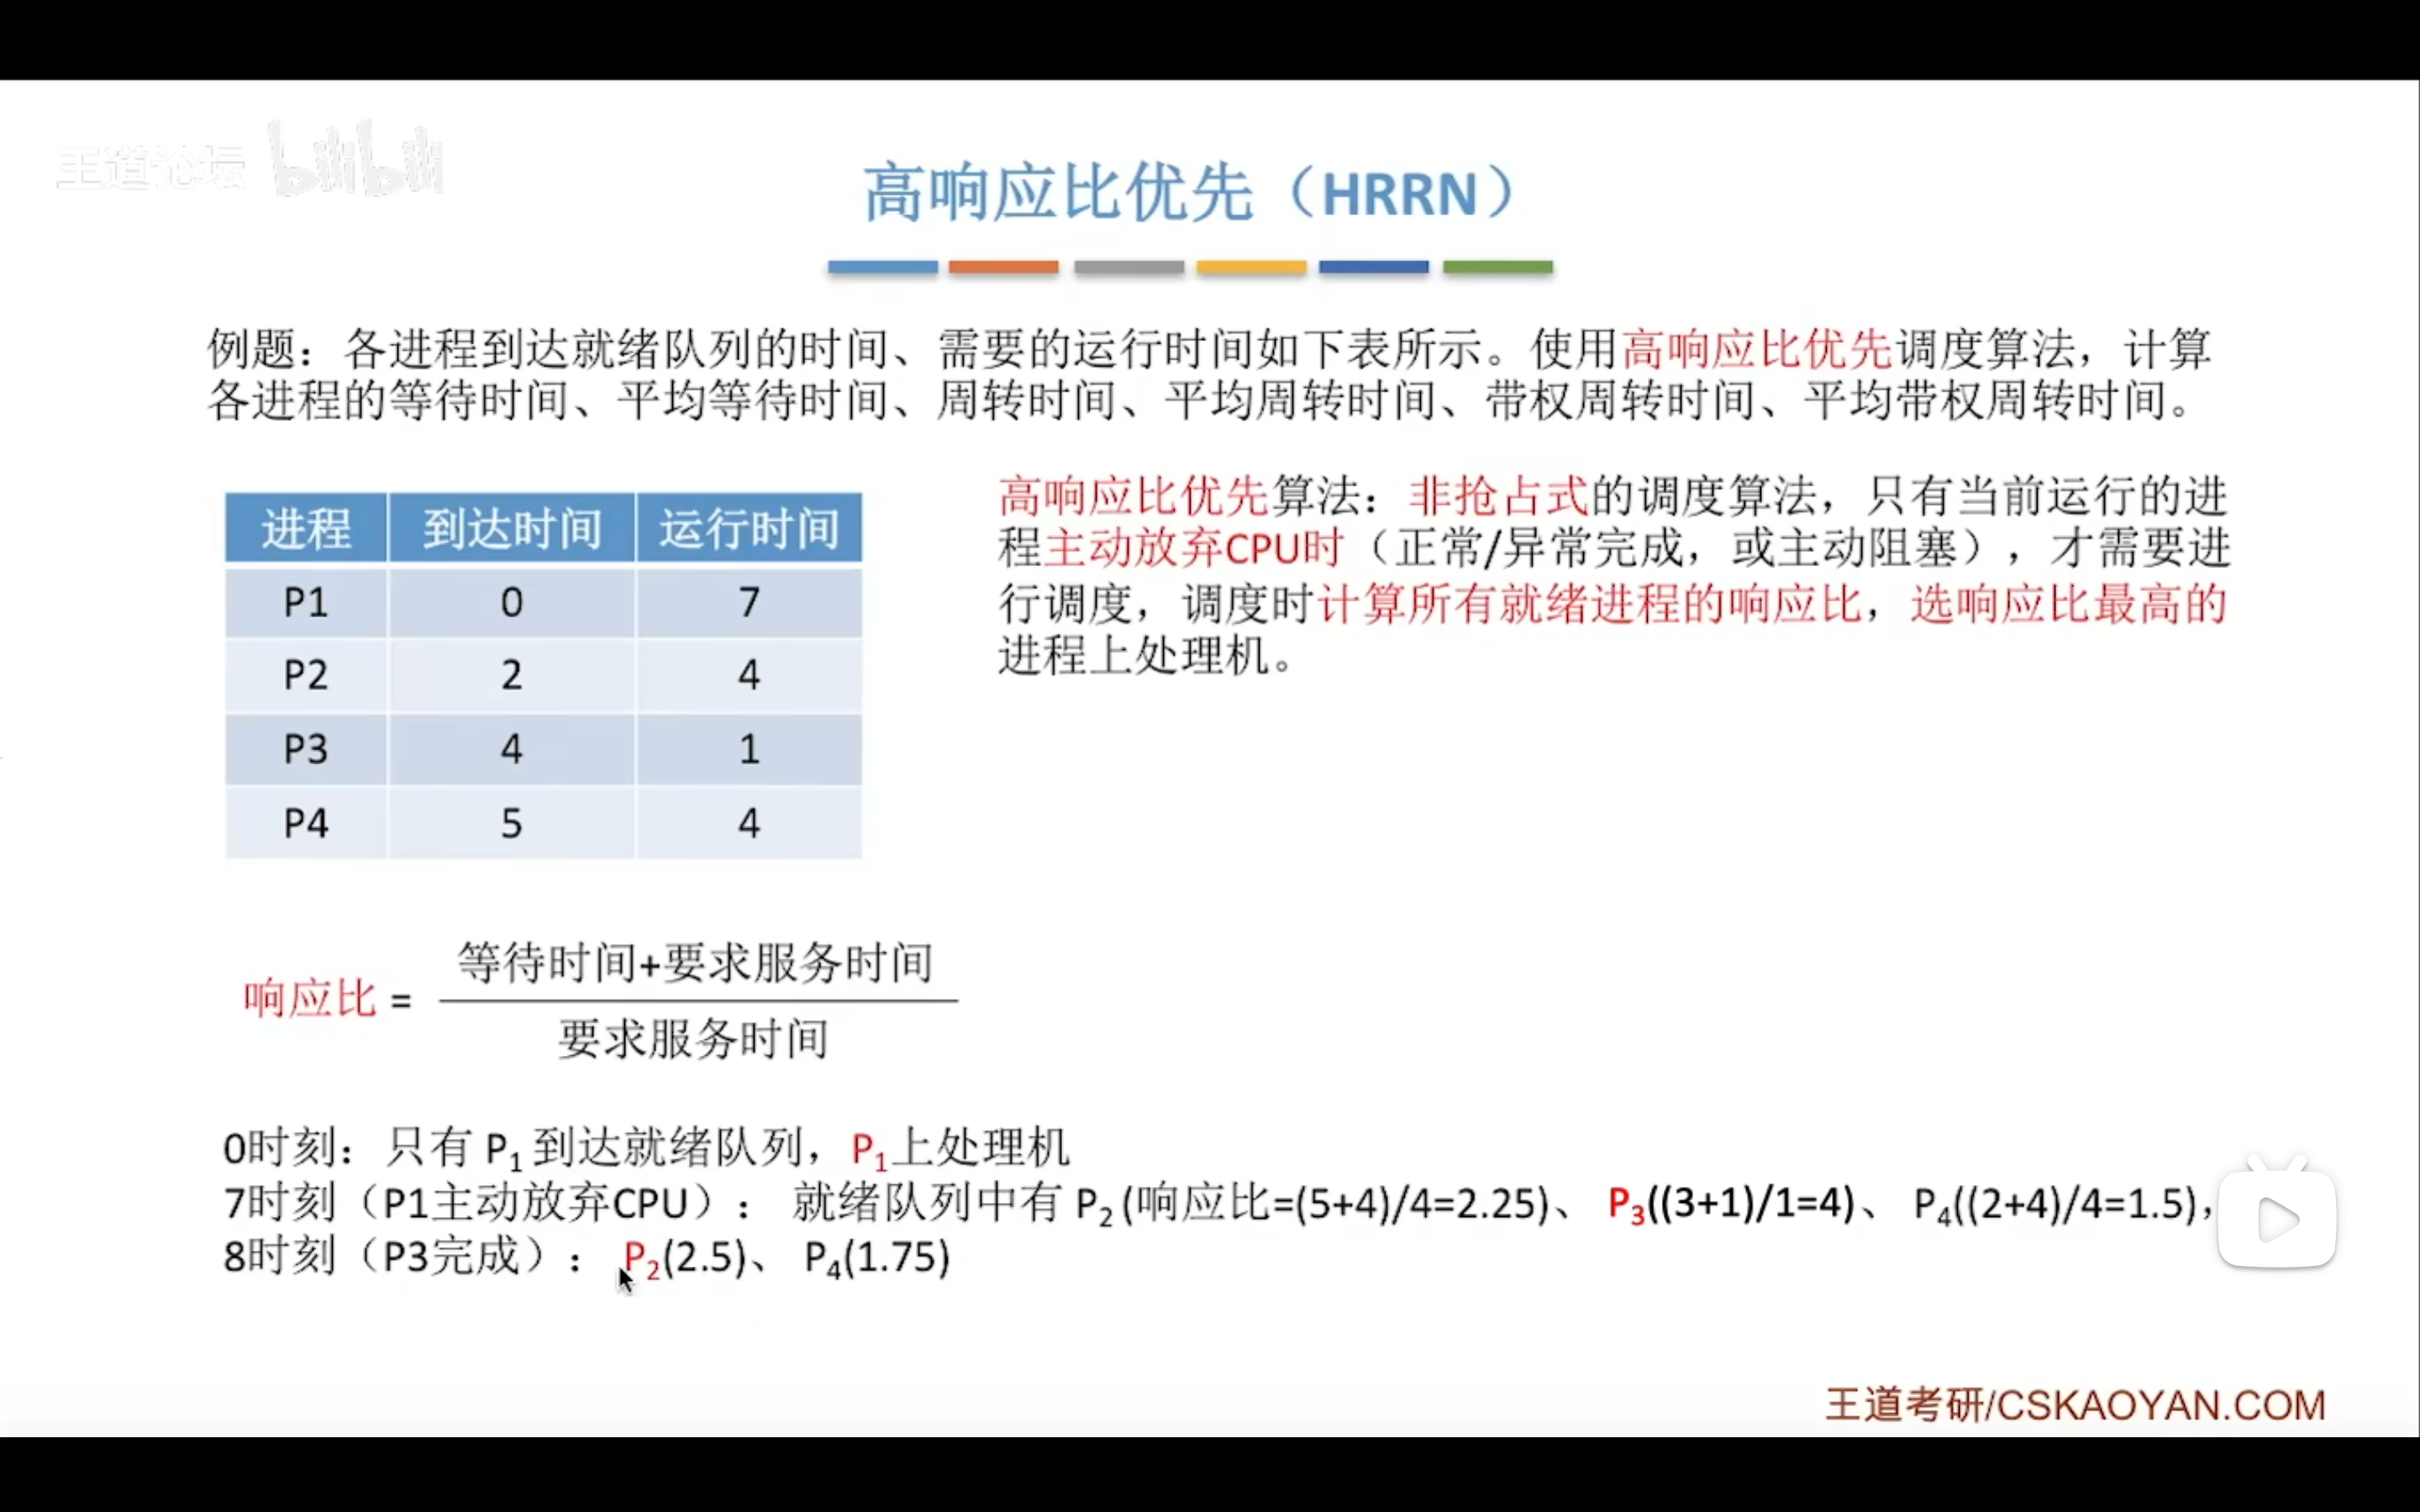 王道论坛 bilibili
高响应比优先（HRRN）
例题：各进程到达就绪队列的时间、需要的运行时间如下表所示。使用高响应比优先调度算法，计算
各进程的等待时间、平均等待时间、周转时间、平均周转时间、带权周转时间、平均带权周转时间。
进程 到达时间 运行时间
P1 0 7
P2 2 4
P3 4 1
P4 5 4
高响应比优先算法：非抢占式的调度算法，只有当前运行的进
程主动放弃CPU时（正常/异常完成，或主动阻塞），才需要进
行调度，调度时计算所有就绪进程的响应比，选响应比最高的
进程上处理机。
等待时间+要求服务时间
响应比 =
要求服务时间
0时刻：只有 P₁ 到达就绪队列，P₁上处理机
7时刻（P1主动放弃CPU）： 就绪队列中有 P₂ (响应比=(5+4)/4=2.25)、 P₃((3+1)/1=4)、 P₄((2+4)/4=1.5)，
8时刻（P3完成）： P₂(2.5)、 P₄(1.75)
王道考研/CSKAOYAN.COM